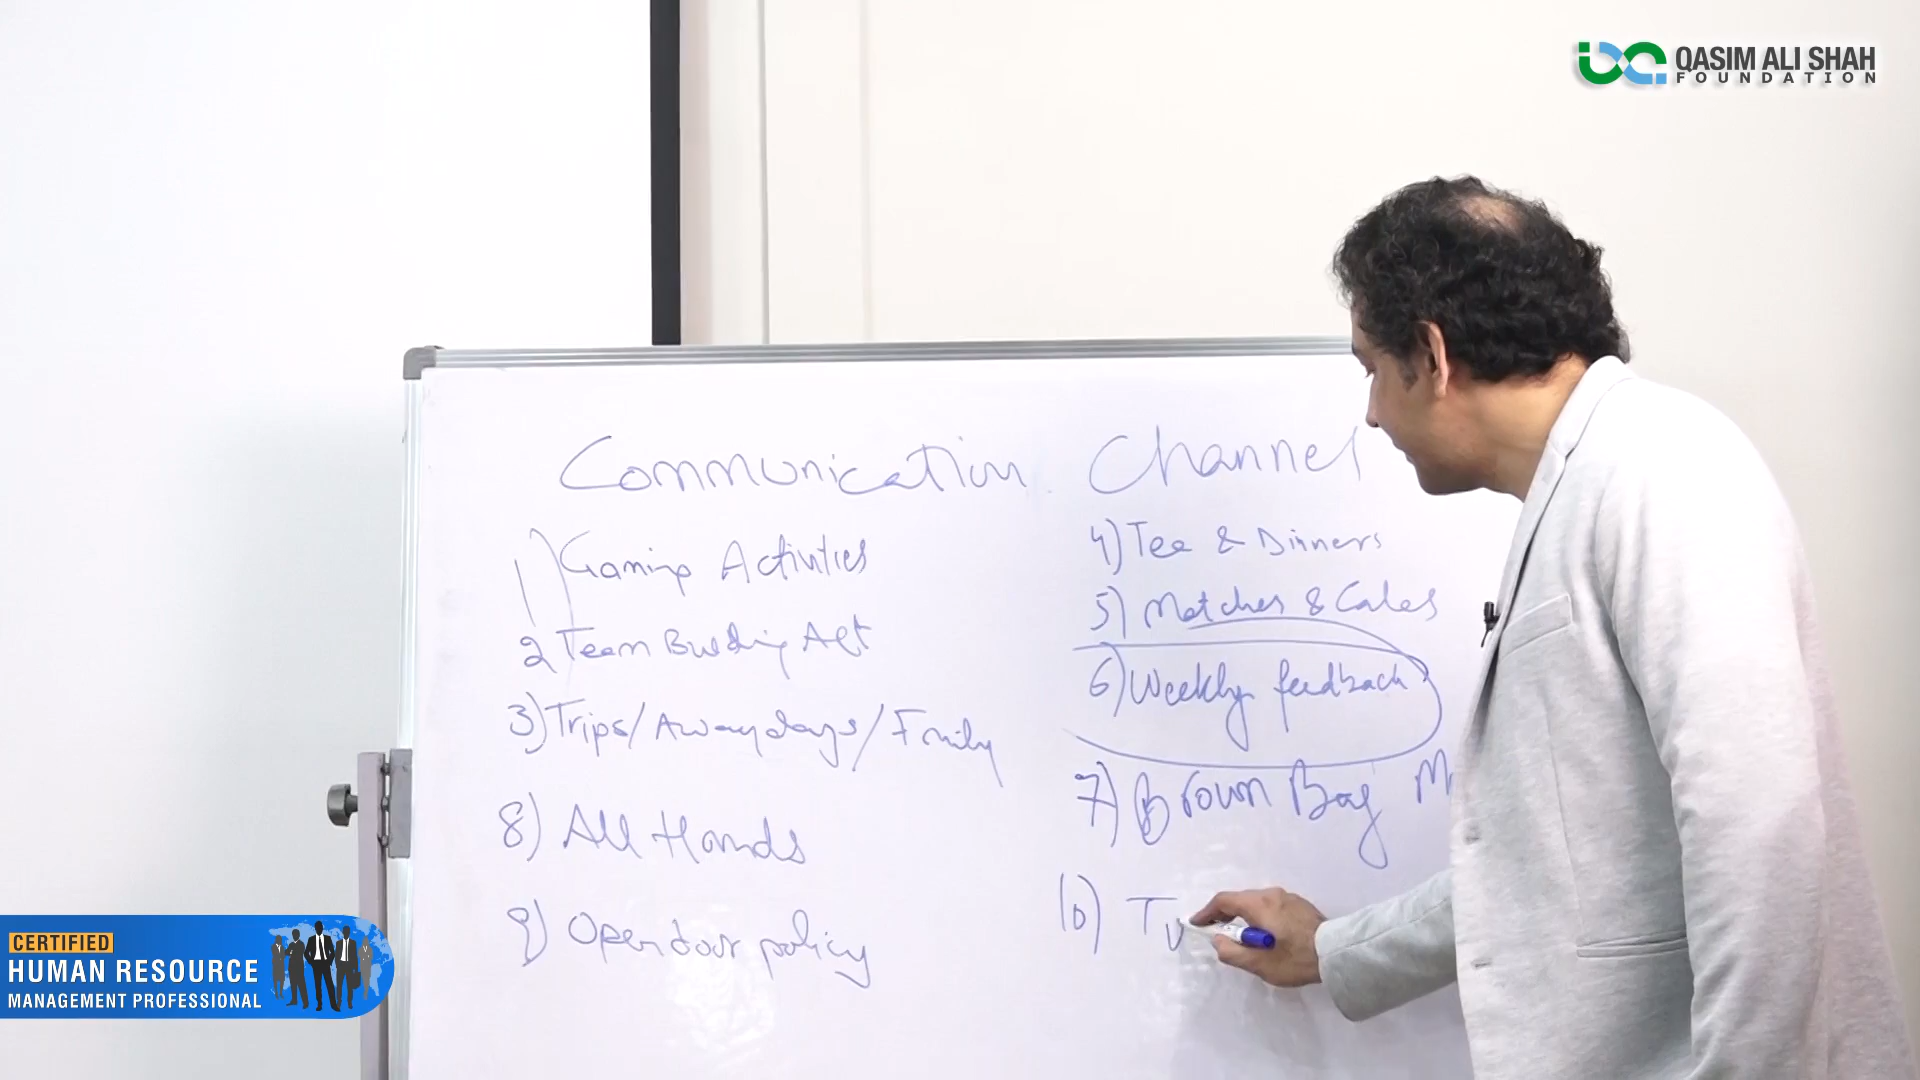 QASIM ALI SHAH
FOUNDATION
Communication Channel
1) Gaming Activities
2 Team Building Act
3) Trips/Awaydays/Family
8) All Hands
9) Open door policy
4) Tea & Dinners
5) Matches & Cakes
6) Weekly feedback
7) Brown Bag M
10) T
CERTIFIED
HUMAN RESOURCE
MANAGEMENT PROFESSIONAL